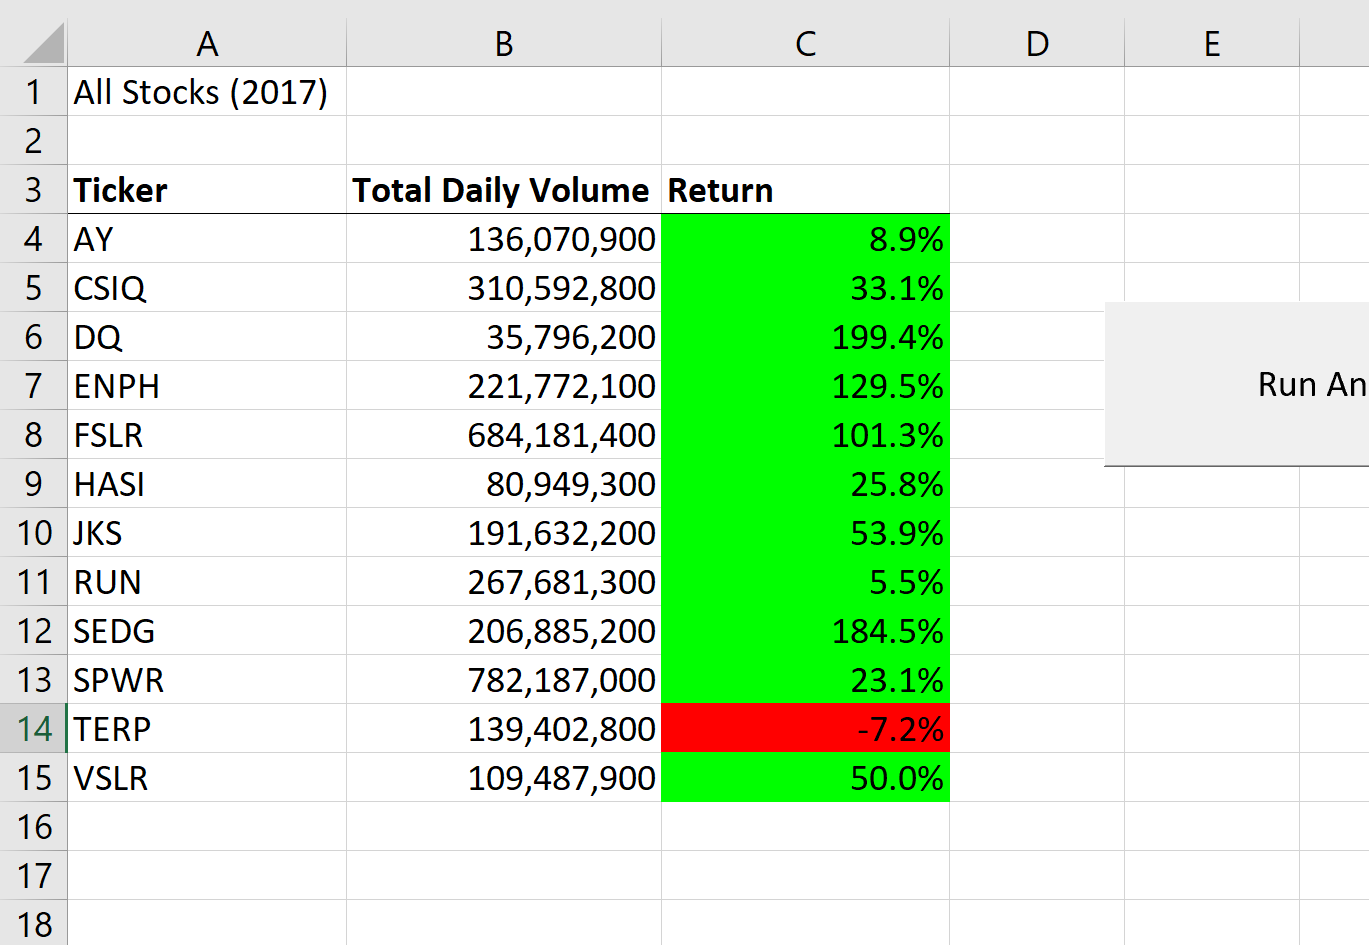 A B C D E
1 All Stocks (2017)
2
3 Ticker Total Daily Volume Return
4 AY 136,070,900 8.9%
5 CSIQ 310,592,800 33.1%
6 DQ 35,796,200 199.4%
7 ENPH 221,772,100 129.5%
Run An
8 FSLR 684,181,400 101.3%
9 HASI 80,949,300 25.8%
10 JKS 191,632,200 53.9%
11 RUN 267,681,300 5.5%
12 SEDG 206,885,200 184.5%
13 SPWR 782,187,000 23.1%
14 TERP 139,402,800 -7.2%
15 VSLR 109,487,900 50.0%
16
17
18